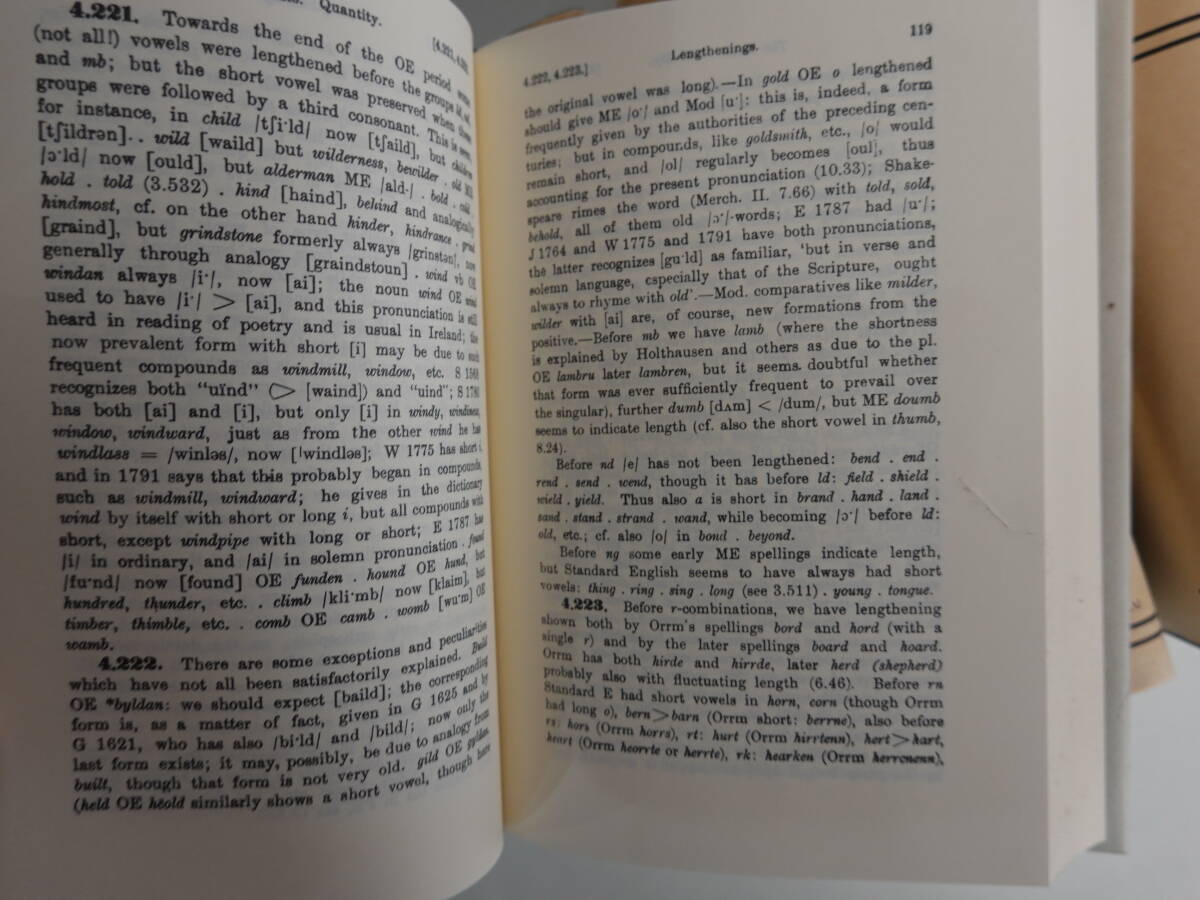 Quantity.
[4.221, 4.222.
4.221. Towards the end of the OE period some
(not all!) vowels were lengthened before the groups ld, nd,
and mb; but the short vowel was preserved when these
groups were followed by a third consonant. This is seen,
for instance, in child /tʃi·ld/ now [tʃaild], but children
[tʃildrən]. . wild [waild] but wilderness, bewilder . old ME
/ɔ·ld/ now [ould], but alderman ME /ald-/ . bold . cold .
hold . told (3.532) . hind [haind], behind and analogically
hindmost, cf. on the other hand hinder, hindrance . grind
[graind], but grindstone formerly always /grinstən/, now
generally through analogy [graindstoun] . wind vb OE
windan always /i·/, now [ai]; the noun wind OE wind
used to have /i·/ > [ai], and this pronunciation is still
heard in reading of poetry and is usual in Ireland; the
now prevalent form with short [i] may be due to such
frequent compounds as windmill, window, etc. S 1568
recognizes both "uïnd" (> [waind]) and "uind"; S 1780
has both [ai] and [i], but only [i] in windy, windiness,
window, windward, just as from the other wind he has
windlass = /winləs/, now [ˈwindləs]; W 1775 has short i,
and in 1791 says that this probably began in compounds
such as windmill, windward; he gives in the dictionary
wind by itself with short or long i, but all compounds with
short, except windpipe with long or short; E 1787 has
/i/ in ordinary, and /ai/ in solemn pronunciation . found
/fu·nd/ now [found] OE funden . hound OE hund, but
hundred, thunder, etc. . climb /kli·mb/ now [klaim], but
timber, thimble, etc. . comb OE camb . womb [wu·m] OE
wamb.
4.222. There are some exceptions and peculiarities
which have not all been satisfactorily explained. Build
OE *byldan: we should expect [baild]; the corresponding
form is, as a matter of fact, given in G 1625 and by
G 1621, who has also /bi·ld/ and /bild/; now only the
last form exists; it may, possibly, be due to analogy from
built, though that form is not very old. gild OE gyldan
(held OE hēold similarly shows a short vowel, though here
4.222, 4.223.]
Lengthenings.
119
the original vowel was long).—In gold OE o lengthened
should give ME /o·/ and Mod [u·]: this is, indeed, a form
frequently given by the authorities of the preceding cen-
turies; but in compounds, like goldsmith, etc., /o/ would
remain short, and /ol/ regularly becomes [oul], thus
accounting for the present pronunciation (10.33); Shake-
speare rimes the word (Merch. II. 7.66) with told, sold,
behold, all of them old /ɔ·/-words; E 1787 had /u·/;
J 1764 and W 1775 and 1791 have both pronunciations,
the latter recognizes [gu·ld] as familiar, 'but in verse and
solemn language, especially that of the Scripture, ought
always to rhyme with old'.—Mod. comparatives like milder,
wilder with [ai] are, of course, new formations from the
positive.—Before mb we have lamb (where the shortness
is explained by Holthausen and others as due to the pl.
OE lambru later lambren, but it seems doubtful whether
that form was ever sufficiently frequent to prevail over
the singular), further dumb [dʌm] < /dum/, but ME doumb
seems to indicate length (cf. also the short vowel in thumb,
8.24).
Before nd /e/ has not been lengthened: bend . end .
rend . send . wend, though it has before ld: field . shield .
wield . yield. Thus also a is short in brand . hand . land .
sand . stand . strand . wand, while becoming /ɔ·/ before ld:
old, etc.; cf. also /o/ in bond . beyond.
Before ng some early ME spellings indicate length,
but Standard English seems to have always had short
vowels: thing . ring . sing . long (see 3.511) . young . tongue.
4.223. Before r-combinations, we have lengthening
shown both by Orrm's spellings bord and hord (with a
single r) and by the later spellings board and hoard.
Orrm has both hirde and hirrde, later herd (shepherd)
probably also with fluctuating length (6.46). Before rn
Standard E had short vowels in horn, corn (though Orrm
had long o), bern > barn (Orrm short: berrne), also before
rs: hors (Orrm horrs), rt: hurt (Orrm hirrtenn), hert > hart,
heart (Orrm heorrte or herrte), rk: hearken (Orrm herrcnenn),